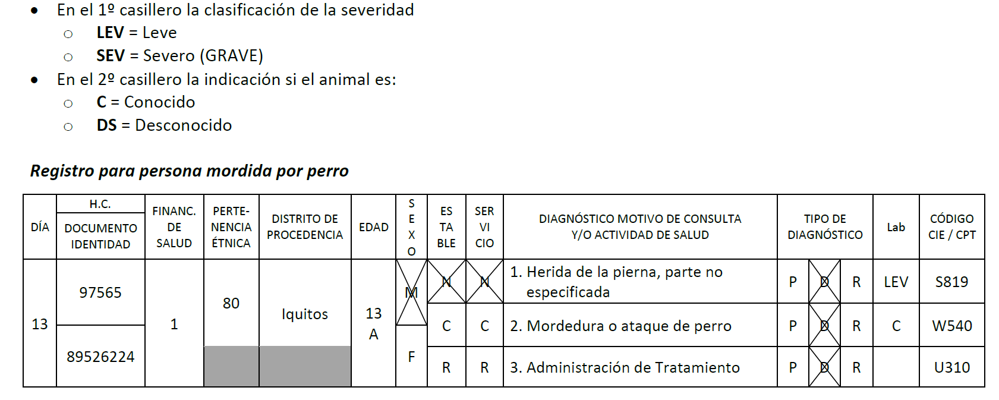 • En el 1º casillero la clasificación de la severidad
○ LEV = Leve
○ SEV = Severo (GRAVE)
• En el 2º casillero la indicación si el animal es:
○ C = Conocido
○ DS = Desconocido
Registro para persona mordida por perro
DÍA
H.C.
DOCUMENTO
IDENTIDAD
FINANC.
DE
SALUD
PERTE-
NENCIA
ÉTNICA
DISTRITO DE
PROCEDENCIA
EDAD
S
E
X
O
ES
TA
BLE
SER
VI
CIO
DIAGNÓSTICO MOTIVO DE CONSULTA
Y/O ACTIVIDAD DE SALUD
TIPO DE
DIAGNÓSTICO
Lab
CÓDIGO
CIE / CPT
13
97565
89526224
1
80
Iquitos
13
A
M
F
N N 1. Herida de la pierna, parte no
especificada
P D R LEV S819
C C 2. Mordedura o ataque de perro P D R C W540
R R 3. Administración de Tratamiento P D R U310